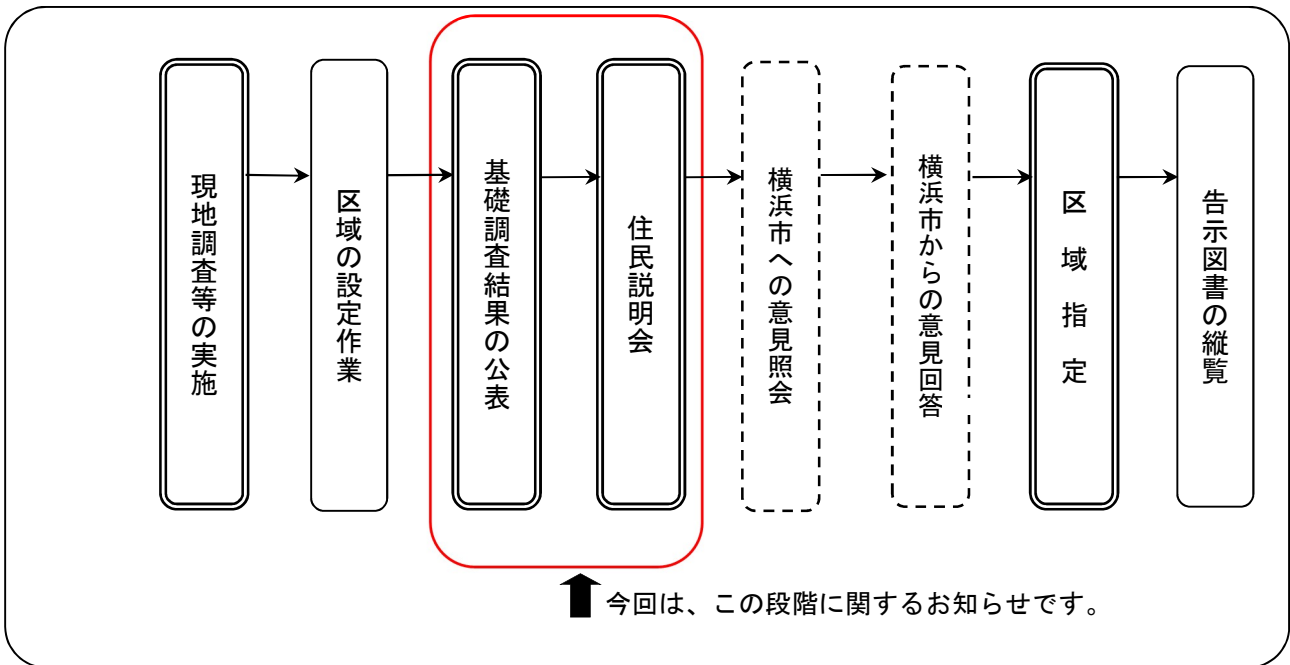 現地調査等の実施
区域の設定作業
基礎調査結果の公表
住民説明会
横浜市への意見照会
横浜市からの意見回答
区域指定
告示図書の縦覧
今回は、この段階に関するお知らせです。